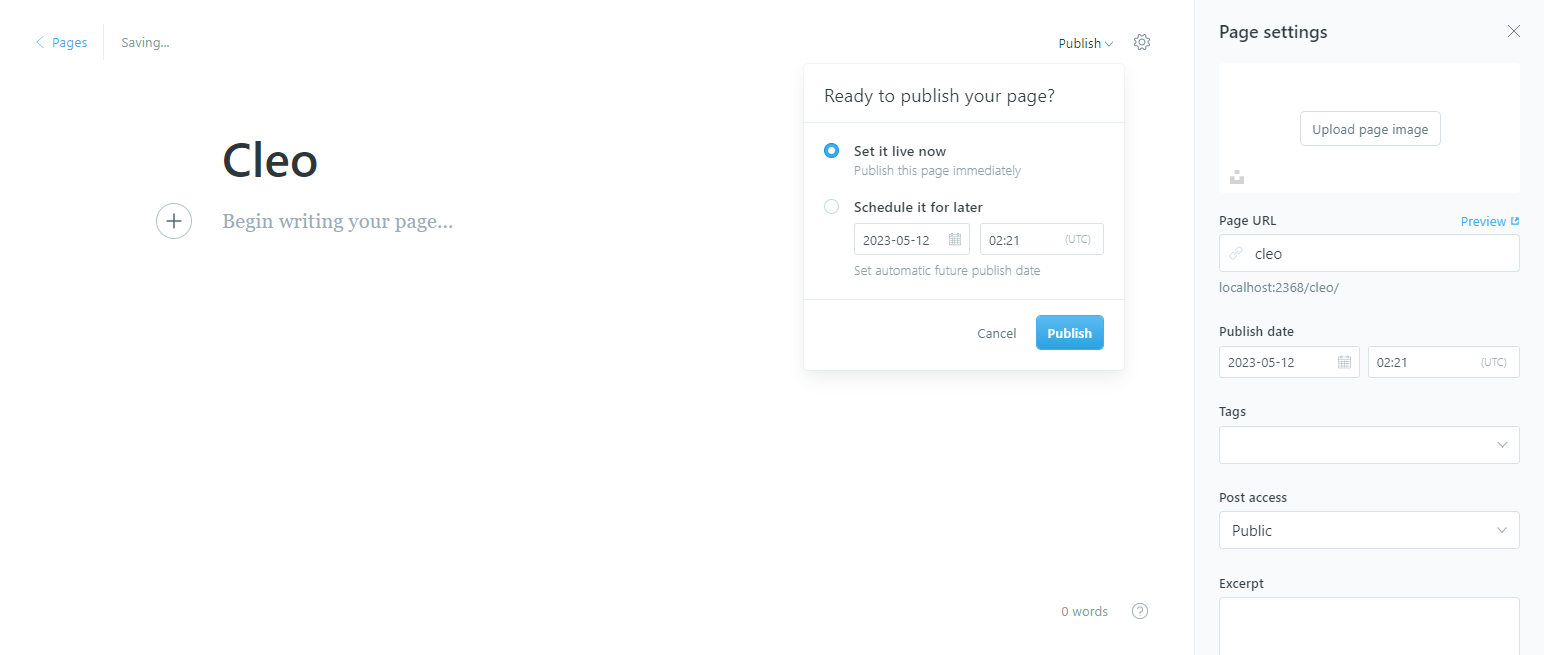 Pages
Saving...
Publish
Ready to publish your page?
Set it live now
Publish this page immediately
Schedule it for later
2023-05-12
02:21 (UTC)
Set automatic future publish date
Cancel
Publish
Cleo
Begin writing your page...
0 words
Page settings
Upload page image
Page URL
Preview
cleo
localhost:2368/cleo/
Publish date
2023-05-12
02:21 (UTC)
Tags
Post access
Public
Excerpt